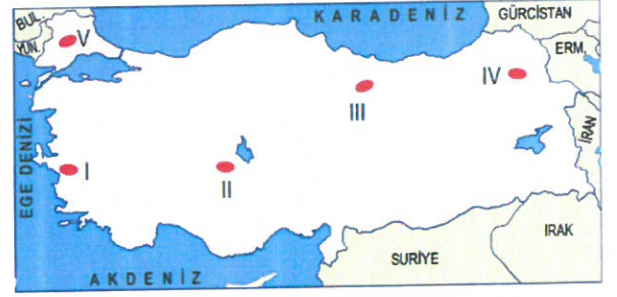 KARADENİZ
GÜRCİSTAN
BUL.
YUN.
V
ERM.
IV
III
İRAN
EGE DENİZİ
I
II
IRAK
SURİYE
AKDENİZ